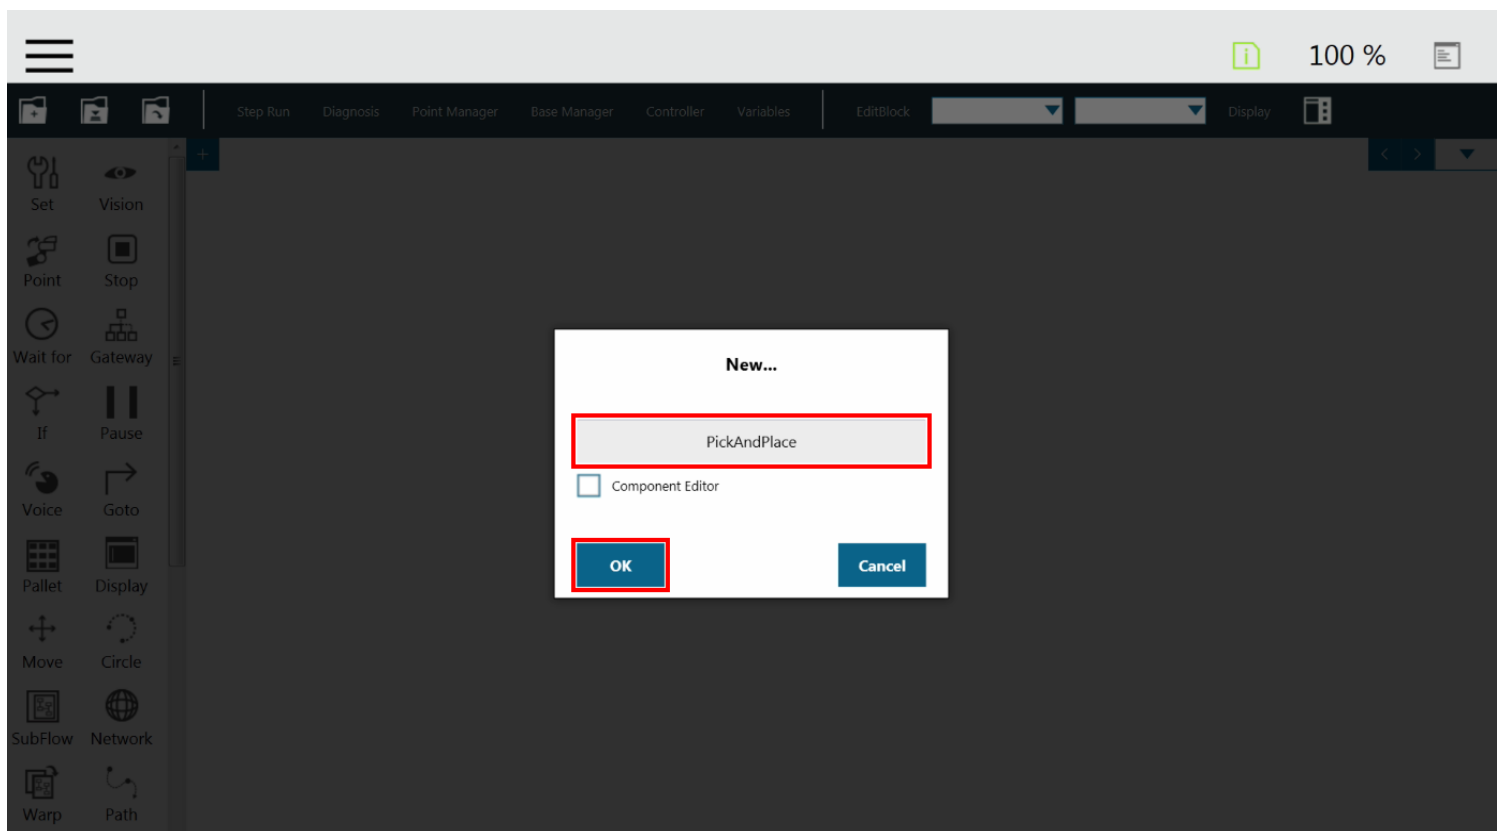 100 %
Step Run Diagnosis Point Manager Base Manager Controller Variables EditBlock Display
Set Vision
Point Stop
Wait for Gateway
If Pause
Voice Goto
Pallet Display
Move Circle
SubFlow Network
Warp Path
New...
PickAndPlace
Component Editor
OK Cancel